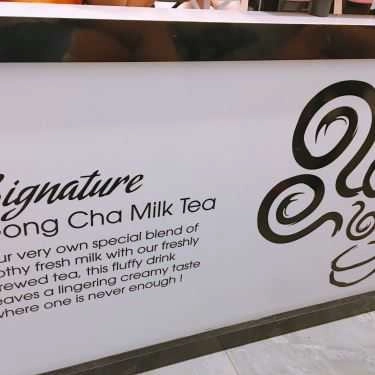 Signature
ong Cha Milk Tea
ur very own special blend of
othy fresh milk with our freshly
rewed tea, this fluffy drink
eaves a lingering creamy taste
where one is never enough !